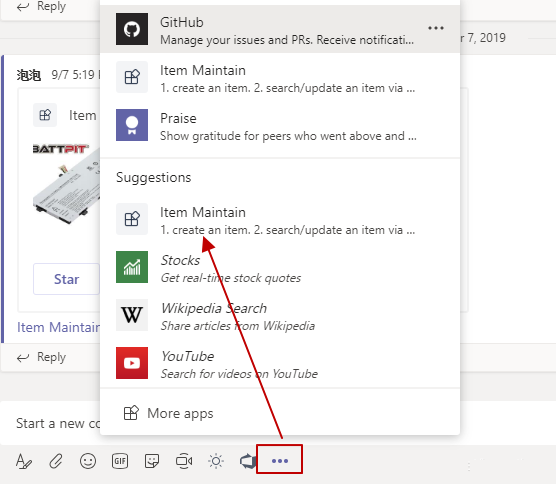 GitHub
Manage your issues and PRs. Receive notificati...
r 7, 2019
Reply
Item Maintain
1. create an item. 2. search/update an item via ...
泡泡 9/7 5:19 P
Item
Praise
Show gratitude for peers who went above and ...
BATTPIT
Suggestions
Item Maintain
1. create an item. 2. search/update an item via ...
Star
Stocks
Get real-time stock quotes
Wikipedia Search
Share articles from Wikipedia
Item Maintain
YouTube
Search for videos on YouTube
Reply
More apps
Start a new co
GIF